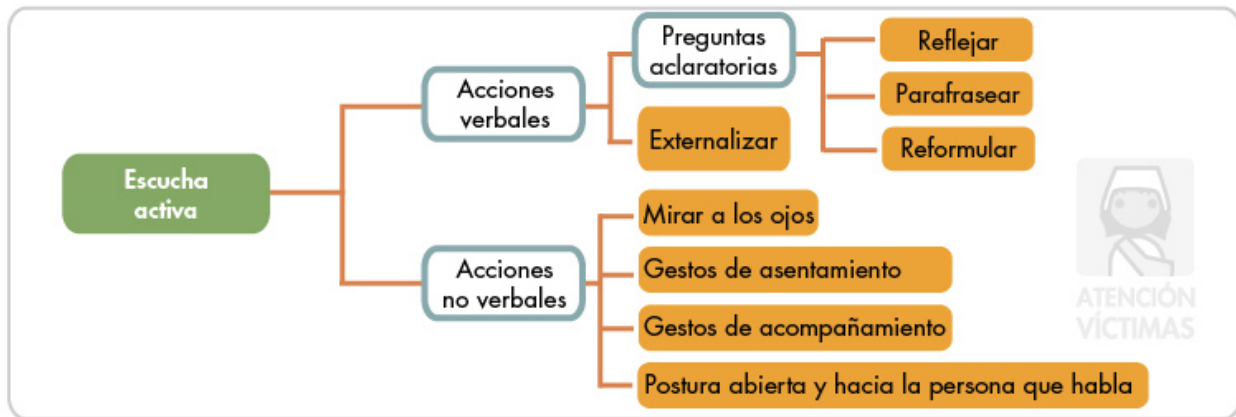 Escucha
activa
Acciones
verbales
Preguntas
aclaratorias
Reflejar
Parafrasear
Reformular
Externalizar
Acciones
no verbales
Mirar a los ojos
Gestos de asentamiento
Gestos de acompañamiento
Postura abierta y hacia la persona que habla
ATENCIÓN
VÍCTIMAS